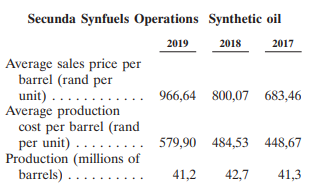 Secunda Synfuels Operations Synthetic oil
2019 2018 2017
Average sales price per
barrel (rand per
unit) . . . . . . . . . . . . 966,64 800,07 683,46
Average production
cost per barrel (rand
per unit) . . . . . . . . . 579,90 484,53 448,67
Production (millions of
barrels) . . . . . . . . . . 41,2 42,7 41,3